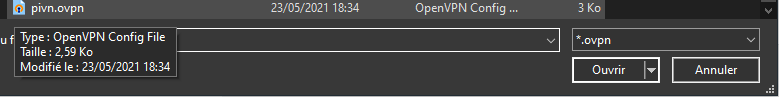 pivn.ovpn 23/05/2021 18:34 OpenVPN Config ... 3 Ko
u f
Type : OpenVPN Config File
Taille : 2,59 Ko
Modifié le : 23/05/2021 18:34
*.ovpn
Ouvrir Annuler